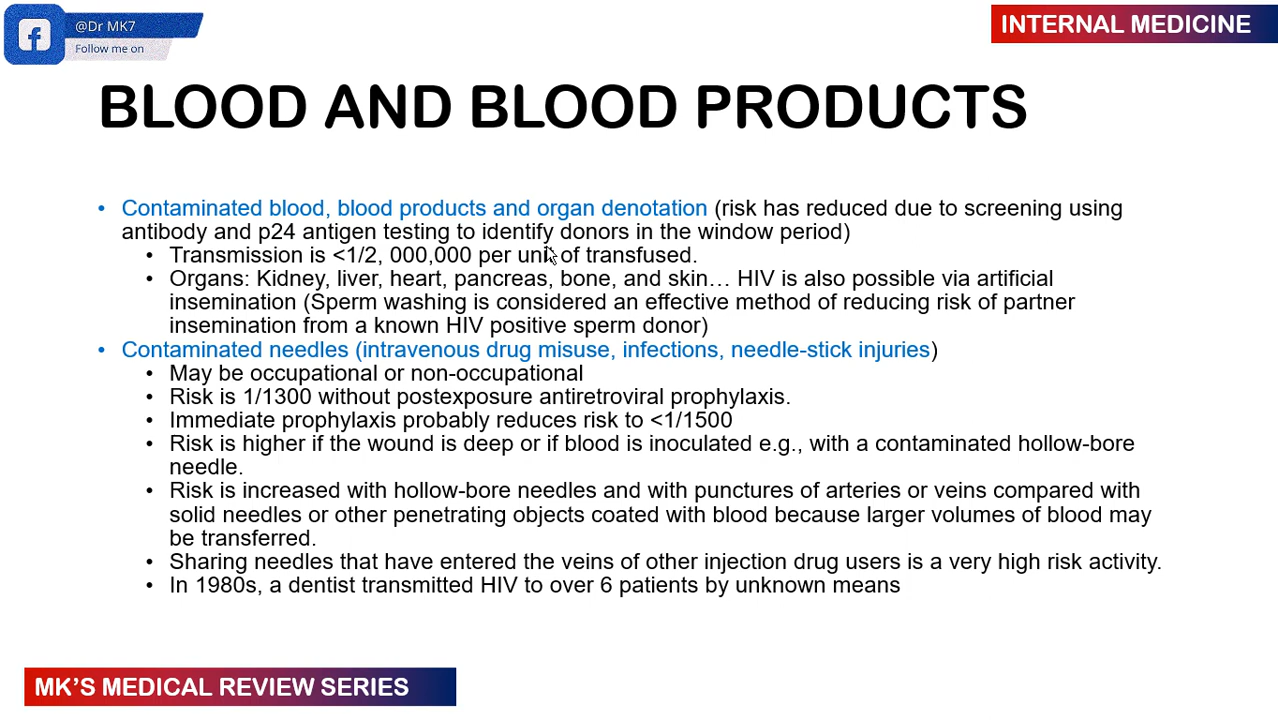 @Dr MK7
Follow me on
INTERNAL MEDICINE
BLOOD AND BLOOD PRODUCTS
• Contaminated blood, blood products and organ denotation (risk has reduced due to screening using
antibody and p24 antigen testing to identify donors in the window period)
• Transmission is <1/2, 000,000 per unit of transfused.
• Organs: Kidney, liver, heart, pancreas, bone, and skin… HIV is also possible via artificial
insemination (Sperm washing is considered an effective method of reducing risk of partner
insemination from a known HIV positive sperm donor)
• Contaminated needles (intravenous drug misuse, infections, needle-stick injuries)
• May be occupational or non-occupational
• Risk is 1/1300 without postexposure antiretroviral prophylaxis.
• Immediate prophylaxis probably reduces risk to <1/1500
• Risk is higher if the wound is deep or if blood is inoculated e.g., with a contaminated hollow-bore
needle.
• Risk is increased with hollow-bore needles and with punctures of arteries or veins compared with
solid needles or other penetrating objects coated with blood because larger volumes of blood may
be transferred.
• Sharing needles that have entered the veins of other injection drug users is a very high risk activity.
• In 1980s, a dentist transmitted HIV to over 6 patients by unknown means
MK'S MEDICAL REVIEW SERIES